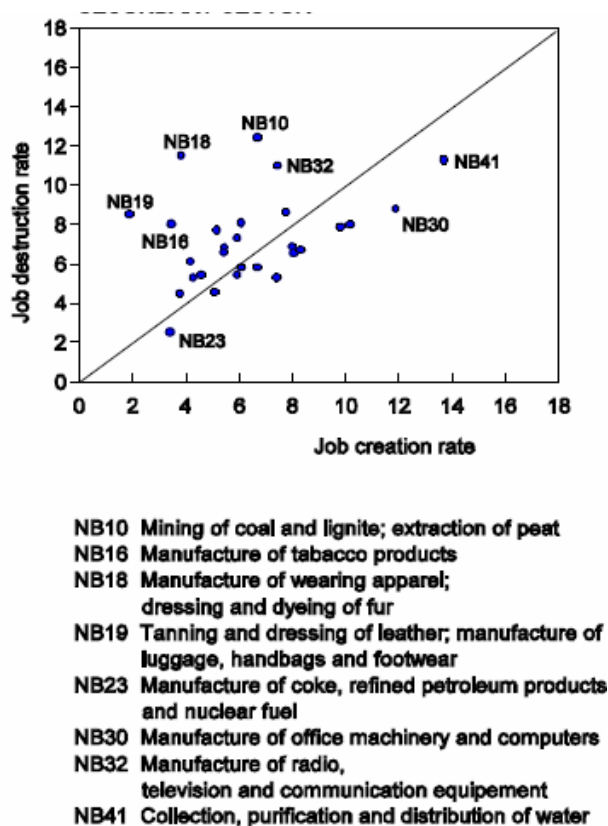 18
16
14
12
10
8
6
4
2
0
Job destruction rate
NB10
NB18
NB32
NB41
NB19
NB30
NB16
NB23
0 2 4 6 8 10 12 14 16 18
Job creation rate
NB10 Mining of coal and lignite; extraction of peat
NB16 Manufacture of tabacco products
NB18 Manufacture of wearing apparel;
dressing and dyeing of fur
NB19 Tanning and dressing of leather; manufacture of
luggage, handbags and footwear
NB23 Manufacture of coke, refined petroleum products
and nuclear fuel
NB30 Manufacture of office machinery and computers
NB32 Manufacture of radio,
television and communication equipement
NB41 Collection, purification and distribution of water